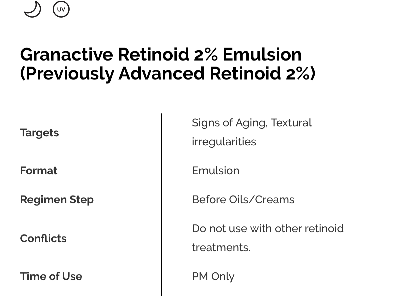 UV
Granactive Retinoid 2% Emulsion
(Previously Advanced Retinoid 2%)
Targets
Signs of Aging, Textural
irregularities
Format
Emulsion
Regimen Step
Before Oils/Creams
Conflicts
Do not use with other retinoid
treatments.
Time of Use
PM Only